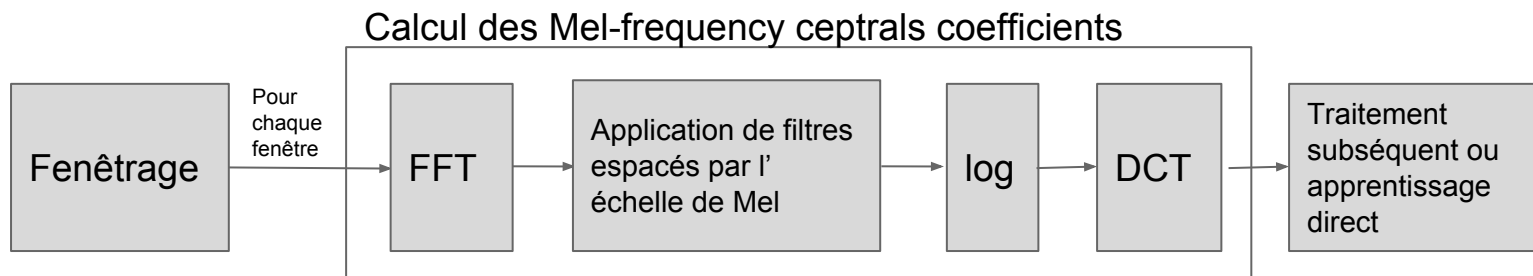 Calcul des Mel-frequency ceptrals coefficients
Fenêtrage
Pour
chaque
fenêtre
FFT
Application de filtres
espacés par l’
échelle de Mel
log
DCT
Traitement
subséquent ou
apprentissage
direct